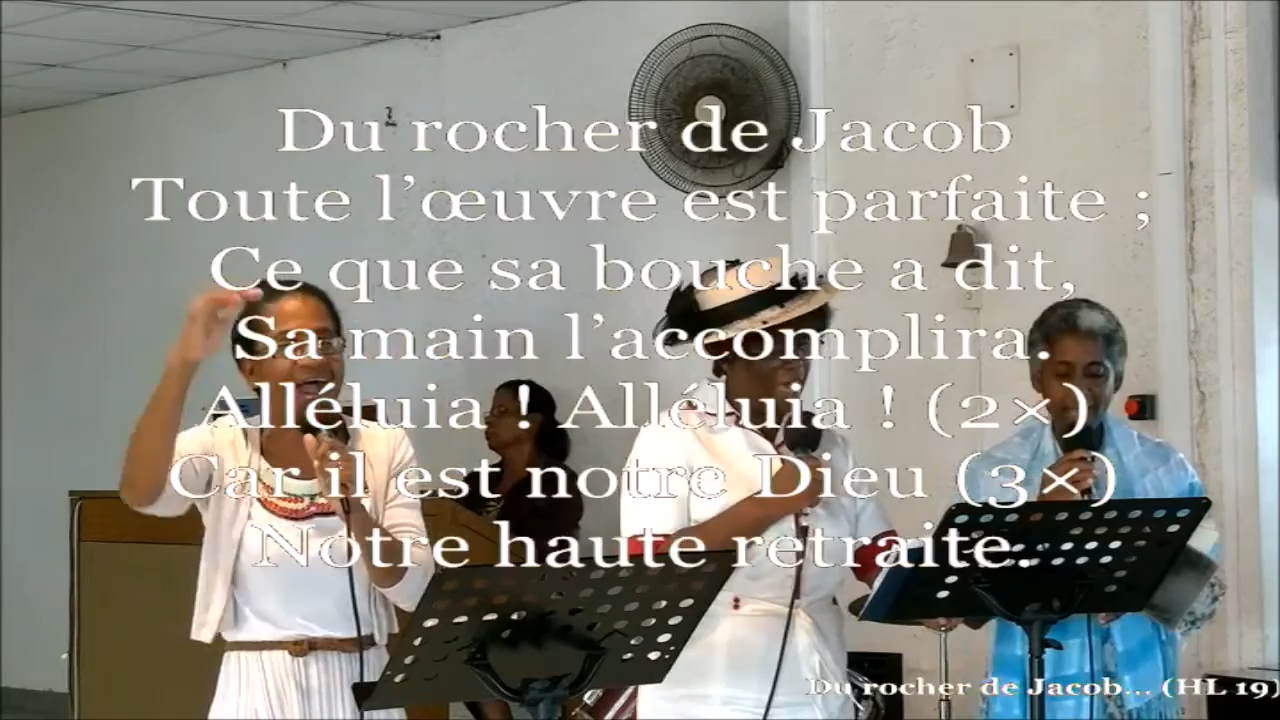 Du rocher de Jacob
Toute l’œuvre est parfaite ;
Ce que sa bouche a dit,
Sa main l’accomplira.
Alléluia ! Alléluia ! (2×)
Car il est notre Dieu (3×)
Notre haute retraite.
Du rocher de Jacob... (HL 19)